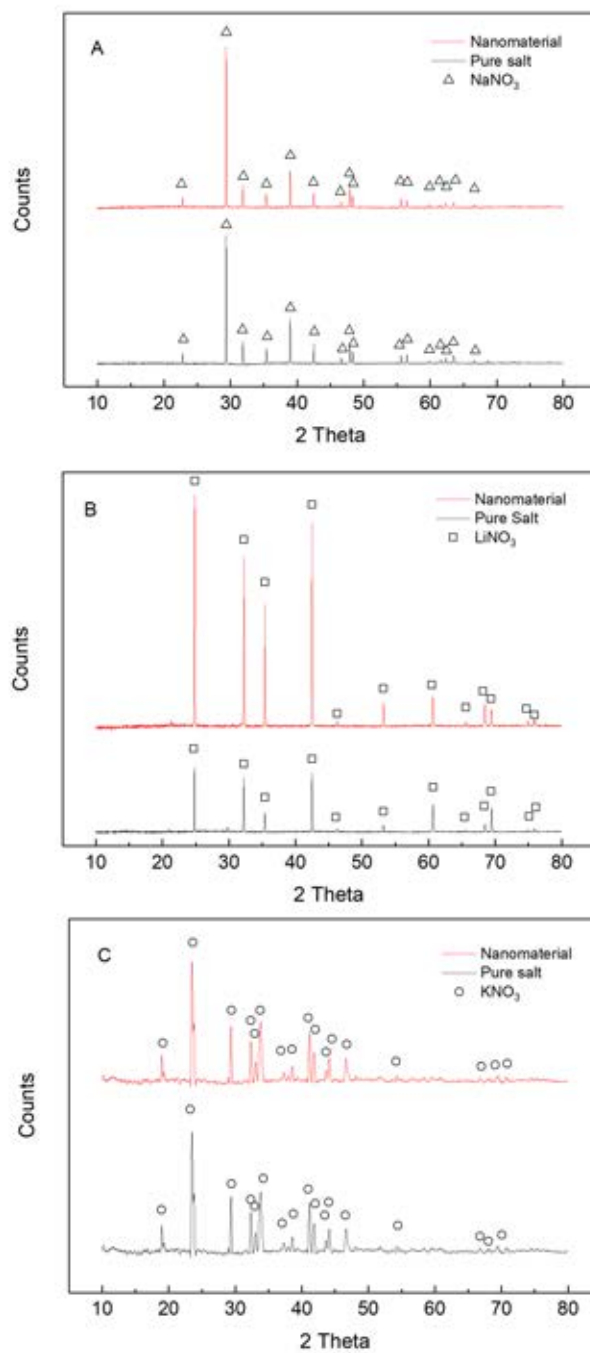 A
Nanomaterial
Pure salt
NaNO₃
Counts
10 20 30 40 50 60 70 80
2 Theta
B
Nanomaterial
Pure Salt
LiNO₃
Counts
10 20 30 40 50 60 70 80
2 Theta
C
Nanomaterial
Pure salt
KNO₃
Counts
10 20 30 40 50 60 70 80
2 Theta